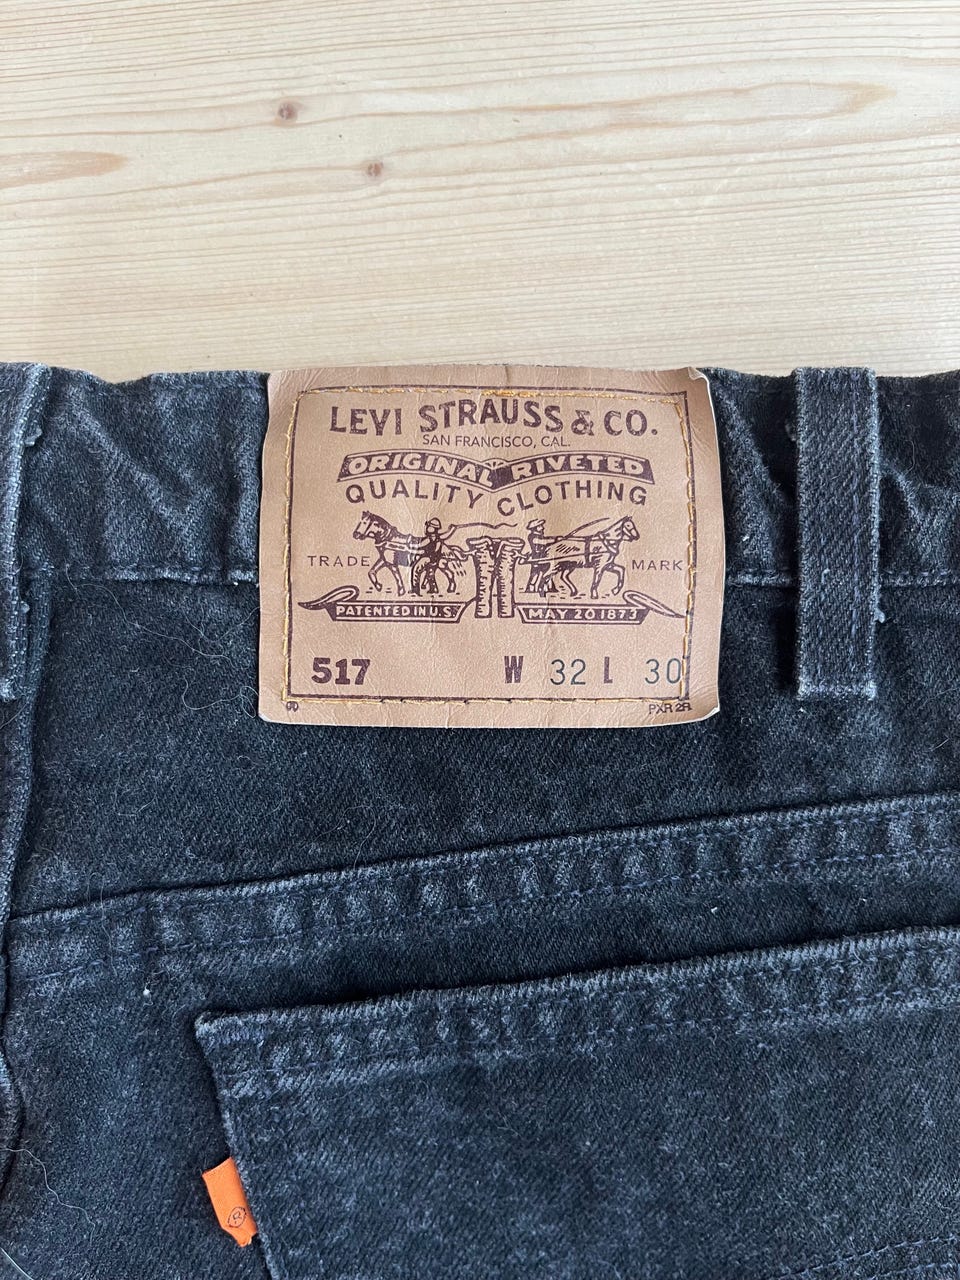 LEVI STRAUSS & CO.
SAN FRANCISCO, CAL.
ORIGINAL RIVETED
QUALITY CLOTHING
TRADE MARK
PATENTED IN U.S. MAY 20 1873
517 W 32 L 30
PXR 2R
®